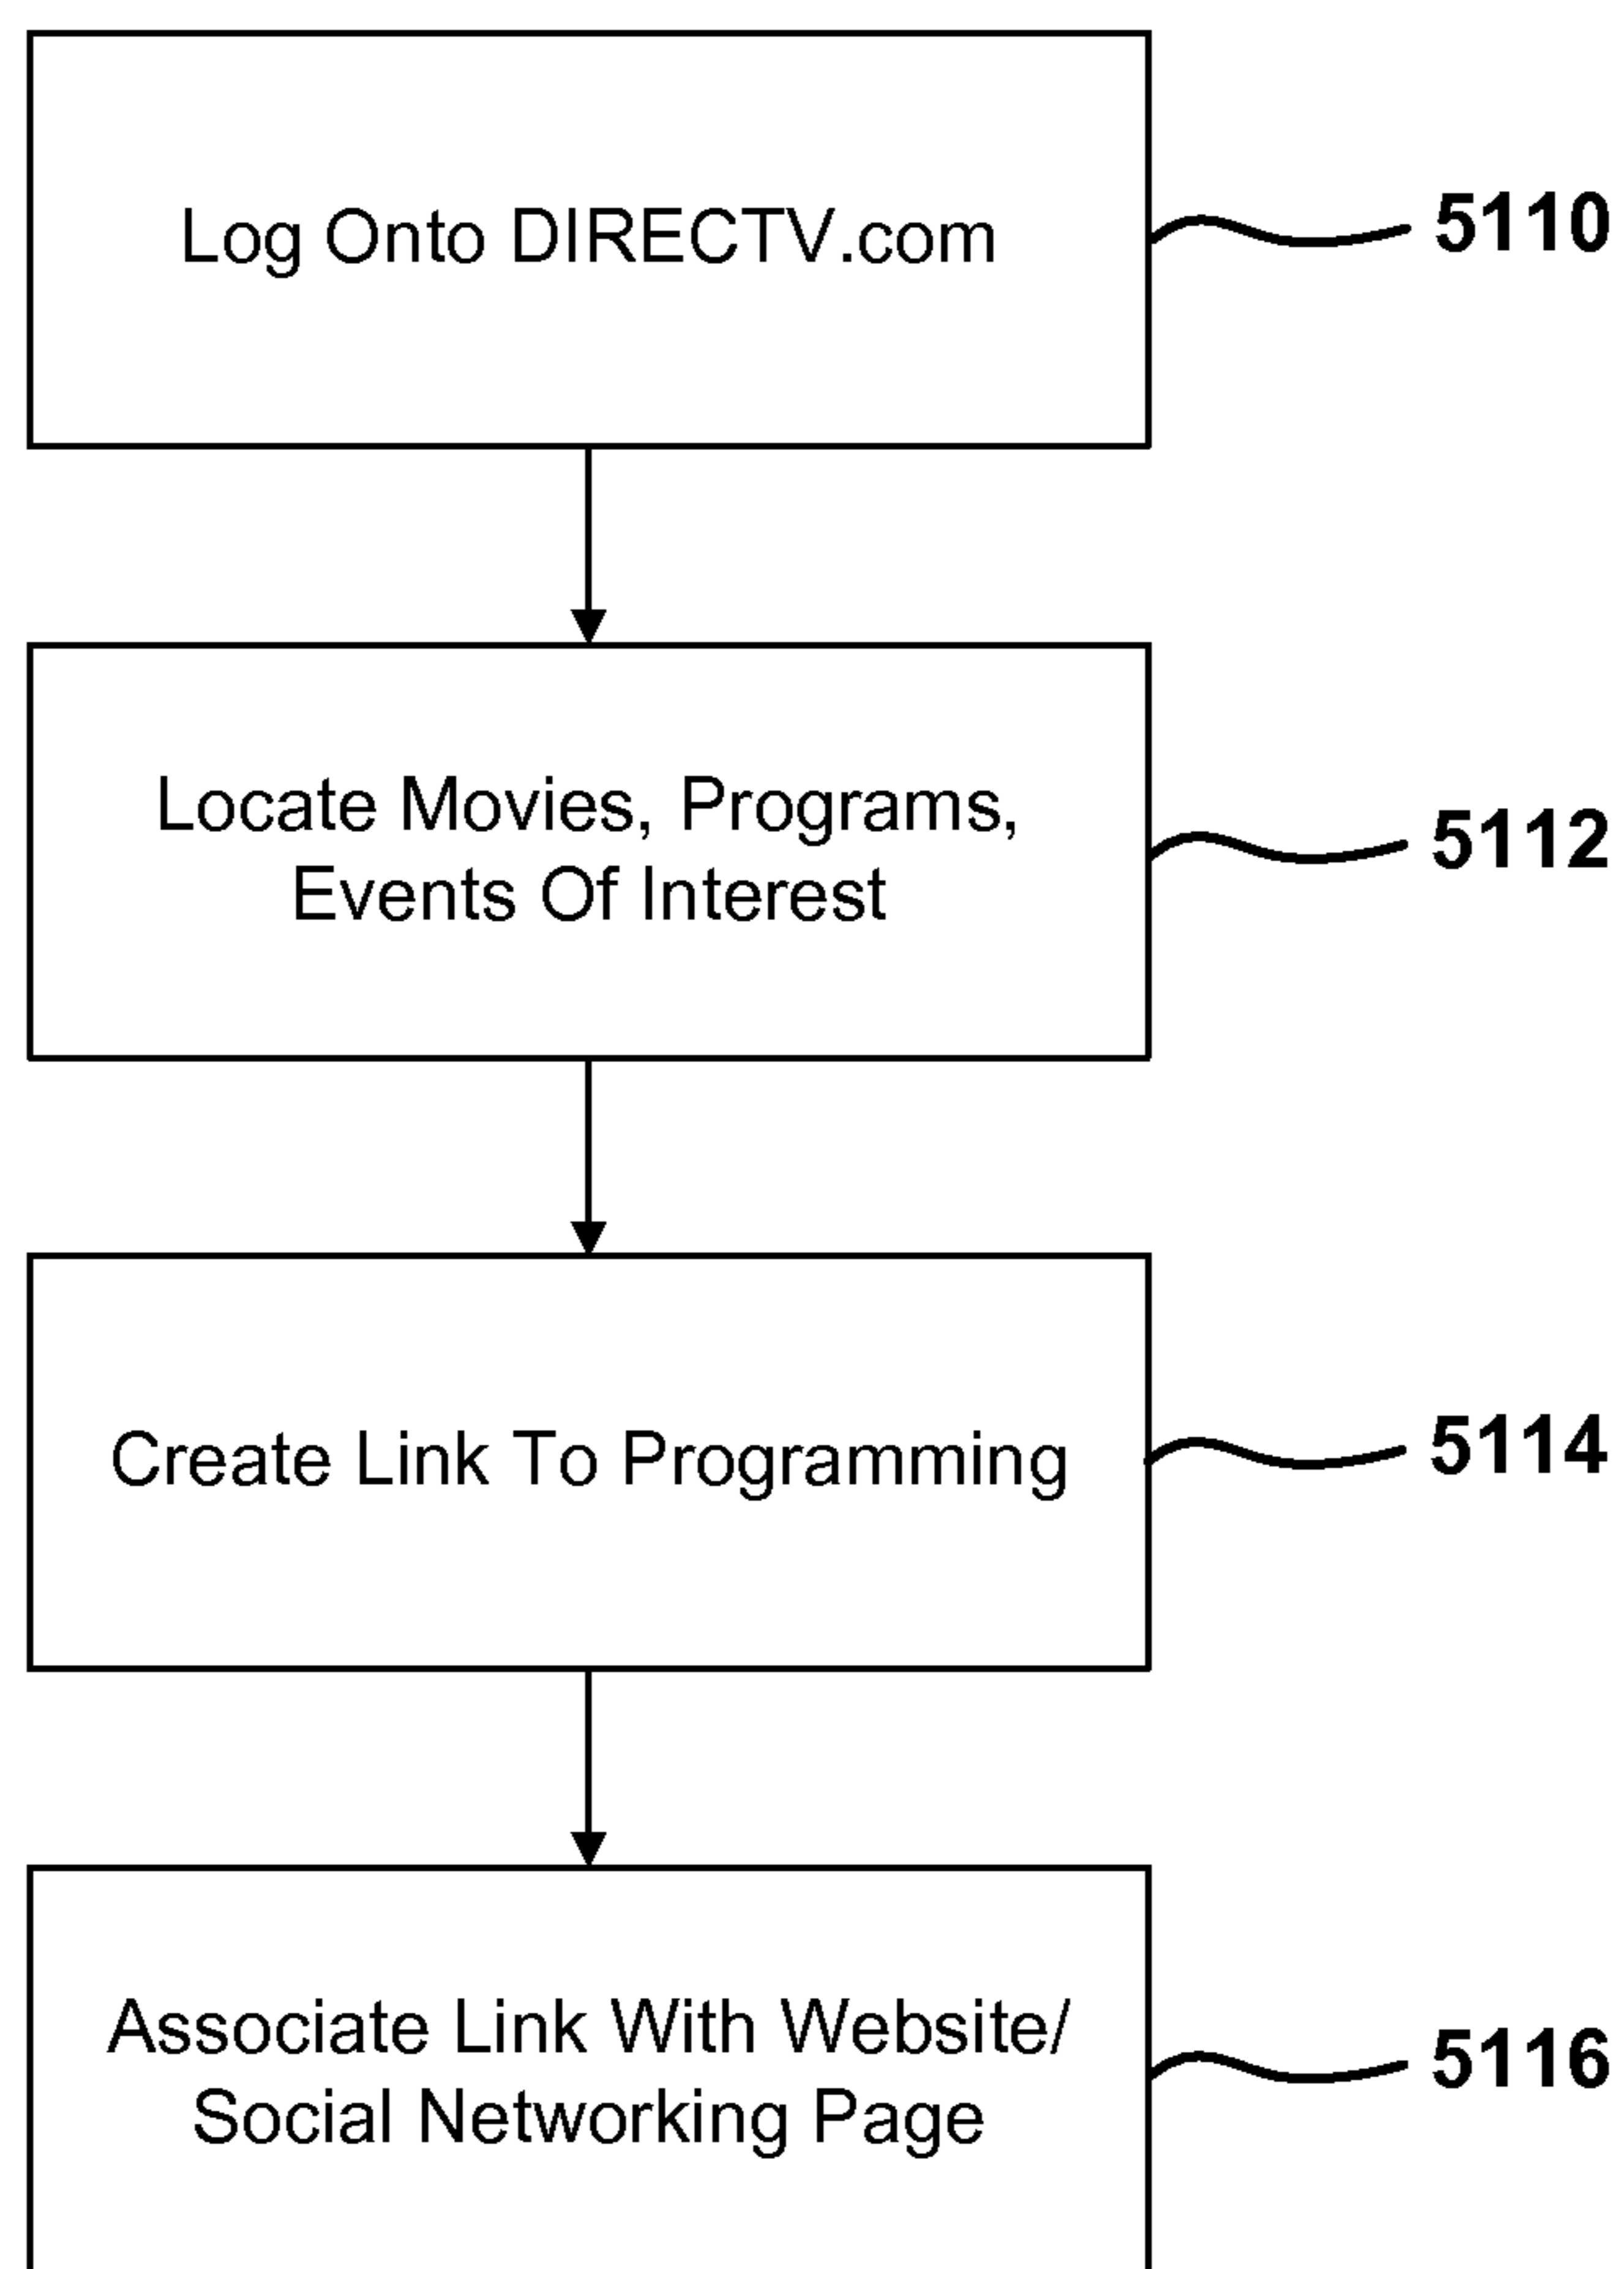 Log Onto DIRECTV.com
5110
Locate Movies, Programs,
Events Of Interest
5112
Create Link To Programming
5114
Associate Link With Website/
Social Networking Page
5116